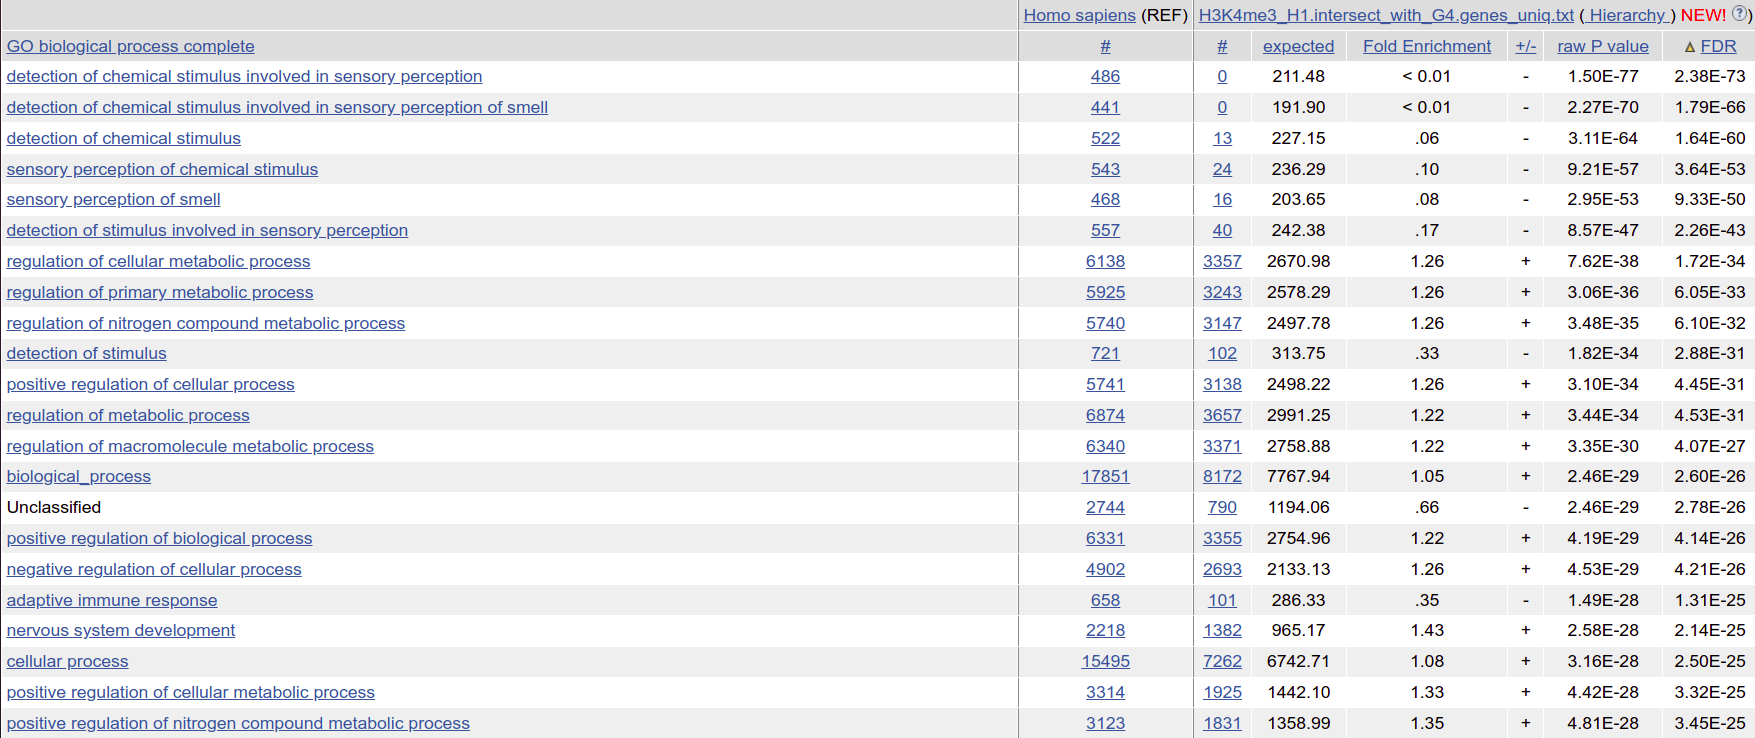 Homo sapiens (REF) H3K4me3_H1.intersect_with_G4.genes_uniq.txt ( Hierarchy ) NEW! ?)
GO biological process complete # # expected Fold Enrichment +/- raw P value FDR
detection of chemical stimulus involved in sensory perception 486 0 211.48 < 0.01 - 1.50E-77 2.38E-73
detection of chemical stimulus involved in sensory perception of smell 441 0 191.90 < 0.01 - 2.27E-70 1.79E-66
detection of chemical stimulus 522 13 227.15 .06 - 3.11E-64 1.64E-60
sensory perception of chemical stimulus 543 24 236.29 .10 - 9.21E-57 3.64E-53
sensory perception of smell 468 16 203.65 .08 - 2.95E-53 9.33E-50
detection of stimulus involved in sensory perception 557 40 242.38 .17 - 8.57E-47 2.26E-43
regulation of cellular metabolic process 6138 3357 2670.98 1.26 + 7.62E-38 1.72E-34
regulation of primary metabolic process 5925 3243 2578.29 1.26 + 3.06E-36 6.05E-33
regulation of nitrogen compound metabolic process 5740 3147 2497.78 1.26 + 3.48E-35 6.10E-32
detection of stimulus 721 102 313.75 .33 - 1.82E-34 2.88E-31
positive regulation of cellular process 5741 3138 2498.22 1.26 + 3.10E-34 4.45E-31
regulation of metabolic process 6874 3657 2991.25 1.22 + 3.44E-34 4.53E-31
regulation of macromolecule metabolic process 6340 3371 2758.88 1.22 + 3.35E-30 4.07E-27
biological_process 17851 8172 7767.94 1.05 + 2.46E-29 2.60E-26
Unclassified 2744 790 1194.06 .66 - 2.46E-29 2.78E-26
positive regulation of biological process 6331 3355 2754.96 1.22 + 4.19E-29 4.14E-26
negative regulation of cellular process 4902 2693 2133.13 1.26 + 4.53E-29 4.21E-26
adaptive immune response 658 101 286.33 .35 - 1.49E-28 1.31E-25
nervous system development 2218 1382 965.17 1.43 + 2.58E-28 2.14E-25
cellular process 15495 7262 6742.71 1.08 + 3.16E-28 2.50E-25
positive regulation of cellular metabolic process 3314 1925 1442.10 1.33 + 4.42E-28 3.32E-25
positive regulation of nitrogen compound metabolic process 3123 1831 1358.99 1.35 + 4.81E-28 3.45E-25